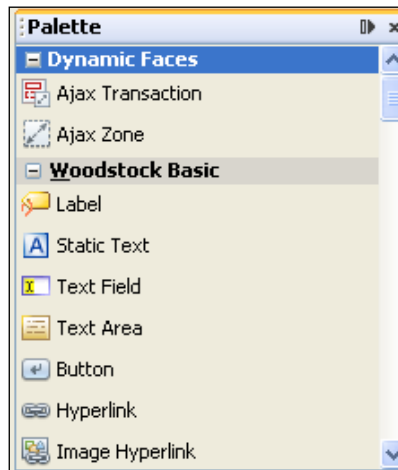 Palette
Dynamic Faces
Ajax Transaction
Ajax Zone
Woodstock Basic
Label
Static Text
Text Field
Text Area
Button
Hyperlink
Image Hyperlink